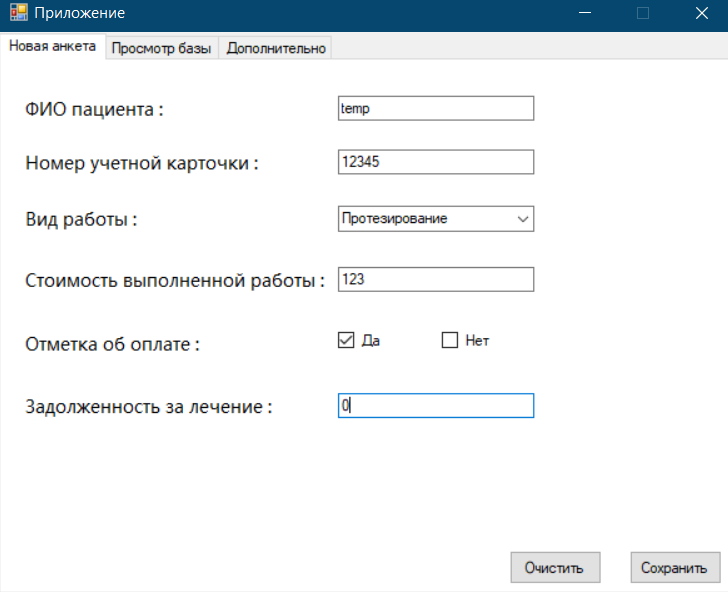 Приложение
Новая анкета Просмотр базы Дополнительно
ФИО пациента : temp
Номер учетной карточки : 12345
Вид работы : Протезирование
Стоимость выполненной работы : 123
Отметка об оплате : Да Нет
Задолженность за лечение : 0
Очистить Сохранить